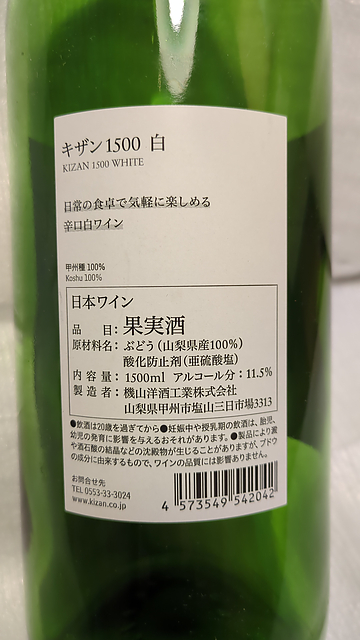 キザン1500 白
KIZAN 1500 WHITE
日常の食卓で気軽に楽しめる
辛口白ワイン
甲州種 100%
Koshu 100%
日本ワイン
品　目：果実酒
原材料名：ぶどう（山梨県産100%）
酸化防止剤（亜硫酸塩）
内容量：1500ml アルコール分：11.5%
製造者：機山洋酒工業株式会社
山梨県甲州市塩山三日市場3313
●飲酒は20歳を過ぎてから●妊娠中や授乳期の飲酒は、胎児、
幼児の発育に影響を与えるおそれがあります。●製品により澱
や酒石酸の結晶などの沈殿物が生じることがありますが、ブドウ
の成分に由来するもので、ワインの品質には影響ありません。
お問合せ先
TEL 0553-33-3024
www.kizan.co.jp
4 573549 542042